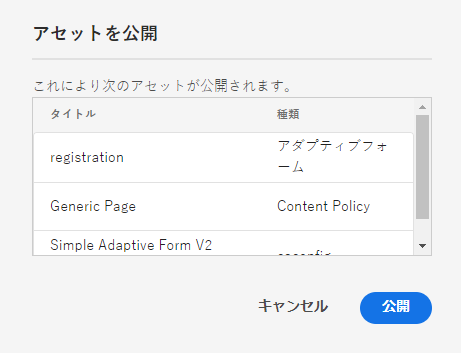 アセットを公開
これにより次のアセットが公開されます。
タイトル 種類
registration アダプティブフォ
ーム
Generic Page Content Policy
Simple Adaptive Form V2
キャンセル 公開